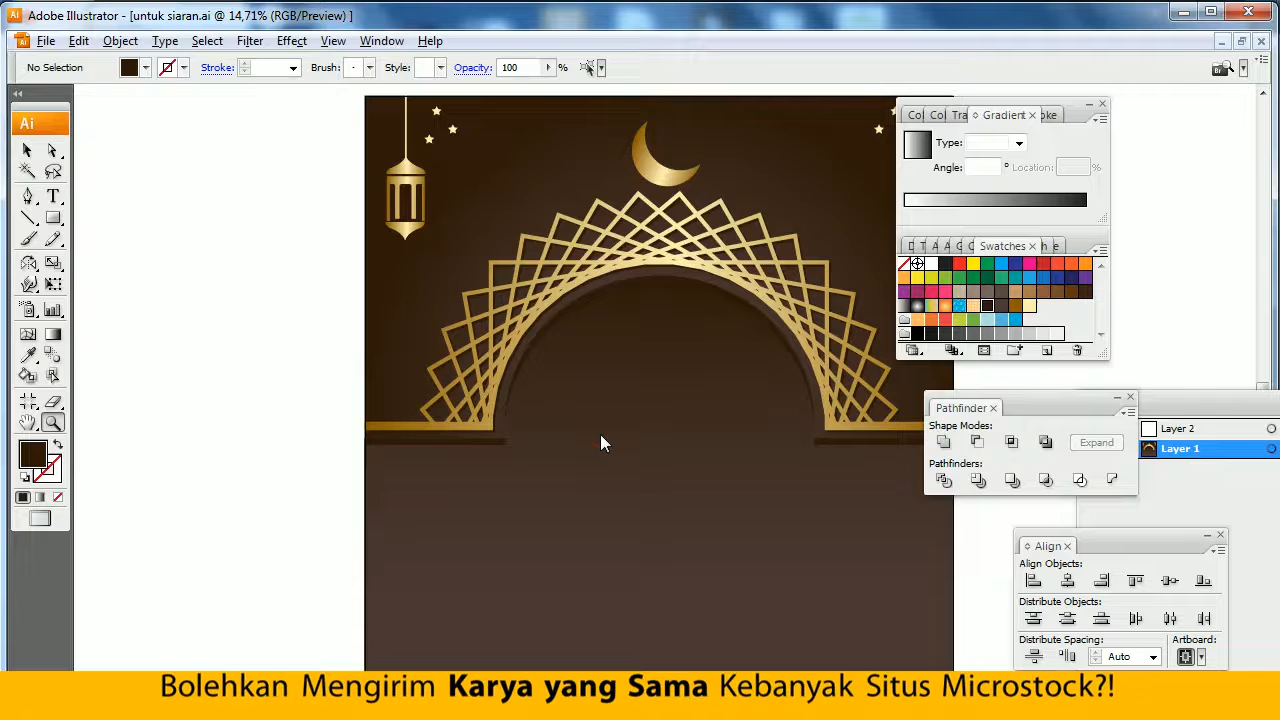 Adobe Illustrator - [untuk siaran.ai @ 14,71% (RGB/Preview) ]
File Edit Object Type Select Filter Effect View Window Help
No Selection Stroke: Brush: Style: Opacity: 100 %
Ai
Gradient
Type:
Angle: ° Location: %
Swatches
Pathfinder
Shape Modes:
Expand
Pathfinders:
Layer 2
Layer 1
Align
Align Objects:
Distribute Objects:
Distribute Spacing: Artboard:
Auto
Bolehkan Mengirim Karya yang Sama Kebanyak Situs Microstock?!